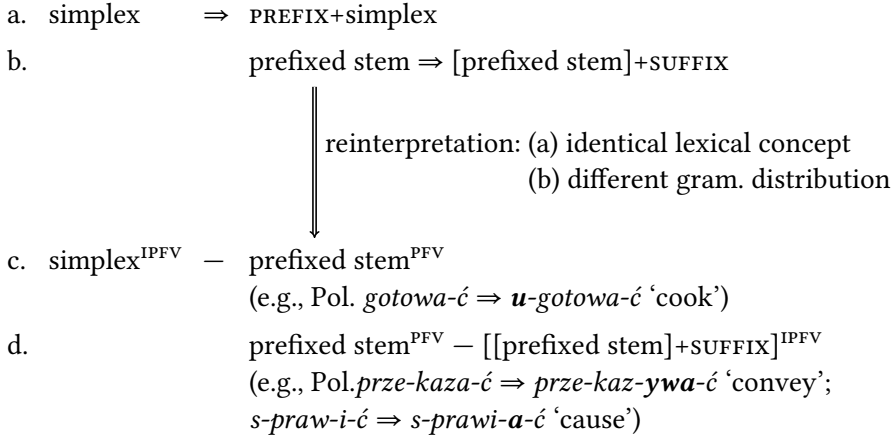 a. simplex ⇒ PREFIX+simplex
b. prefixed stem ⇒ [prefixed stem]+SUFFIX
reinterpretation: (a) identical lexical concept
(b) different gram. distribution
c. simplexᴵᴾꟳⱽ — prefixed stemᴾꟳⱽ
(e.g., Pol. gotowa-ć ⇒ u-gotowa-ć ‘cook’)
d. prefixed stemᴾꟳⱽ — [[prefixed stem]+SUFFIX]ᴵᴾꟳⱽ
(e.g., Pol.prze-kaza-ć ⇒ prze-kaz-ywa-ć ‘convey’;
s-praw-i-ć ⇒ s-prawi-a-ć ‘cause’)